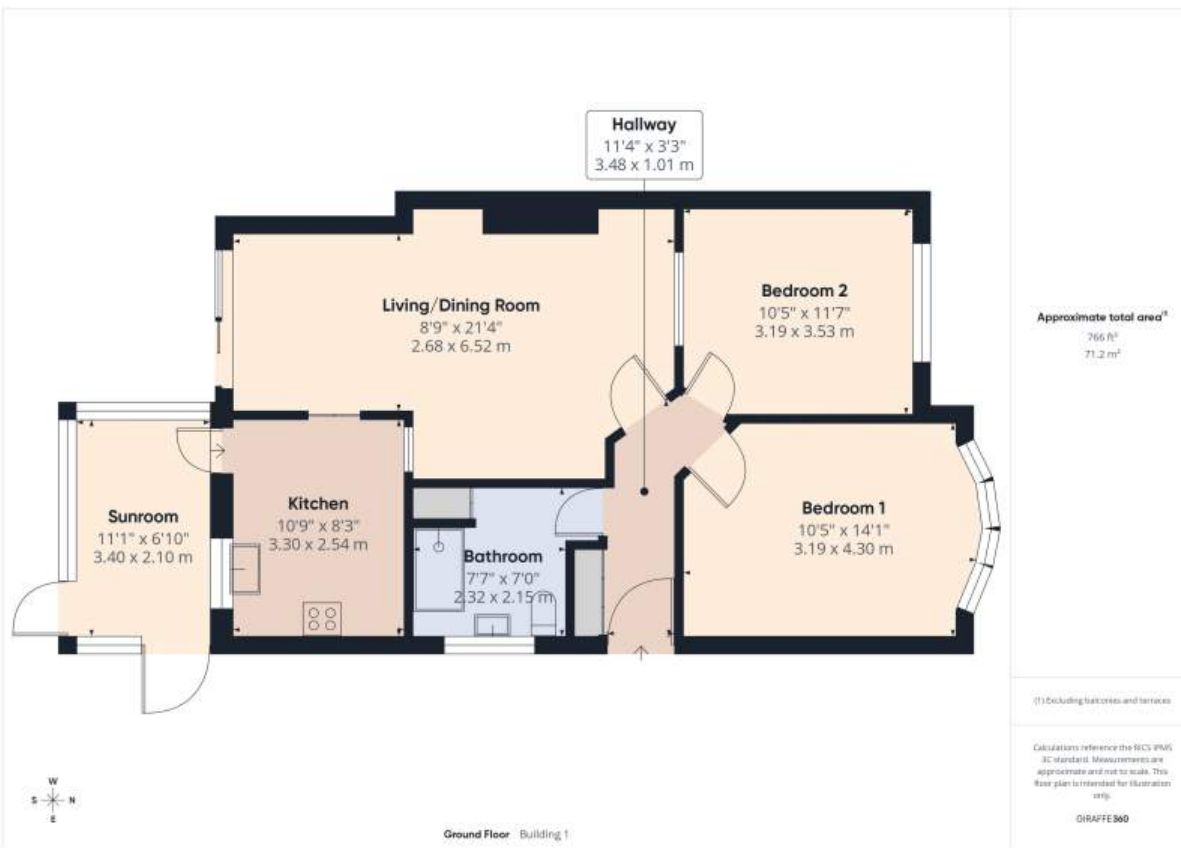 Hallway
11'4" x 3'3"
3.48 x 1.01 m
Living/Dining Room
8'9" x 21'4"
2.68 x 6.52 m
Bedroom 2
10'5" x 11'7"
3.19 x 3.53 m
Sunroom
11'1" x 6'10"
3.40 x 2.10 m
Kitchen
10'9" x 8'3"
3.30 x 2.54 m
Bathroom
7'7" x 7'0"
2.32 x 2.15 m
Bedroom 1
10'5" x 14'1"
3.19 x 4.30 m
Approximate total area⁽¹⁾
766 ft²
71.2 m²
(1) Excluding balconies and terraces
Calculations reference the RICS IPMS
3C standard. Measurements are
approximate and not to scale. This
floor plan is intended for illustration
only.
GIRAFFE360
W
S N
E
Ground Floor Building 1